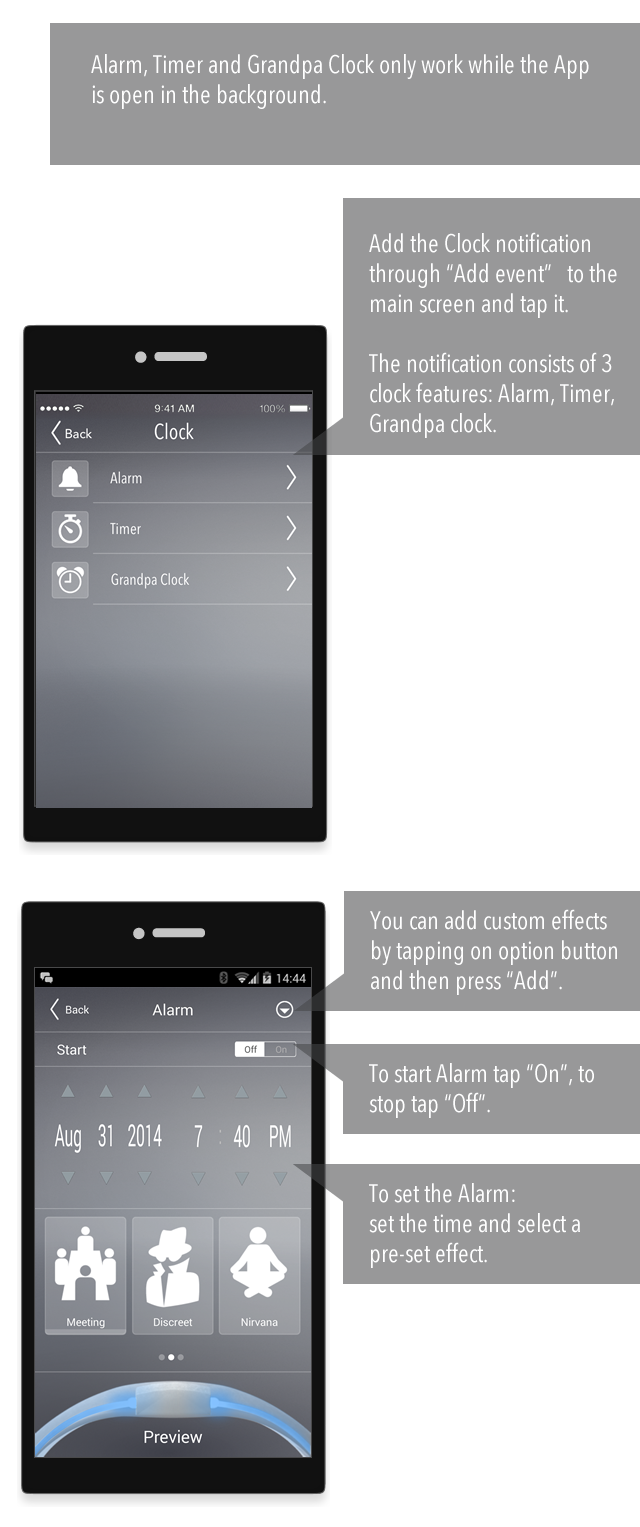 Alarm, Timer and Grandpa Clock only work while the App
is open in the background.
Add the Clock notification
through “Add event” to the
main screen and tap it.
The notification consists of 3
clock features: Alarm, Timer,
Grandpa clock.
9:41 AM 100%
Back Clock
Alarm
Timer
Grandpa Clock
You can add custom effects
by tapping on option button
and then press “Add”.
14:44
Back Alarm
Start Off On
To start Alarm tap “On”, to
stop tap “Off”.
Aug 31 2014 7 : 40 PM
To set the Alarm:
set the time and select a
pre-set effect.
Meeting Discreet Nirvana
Preview